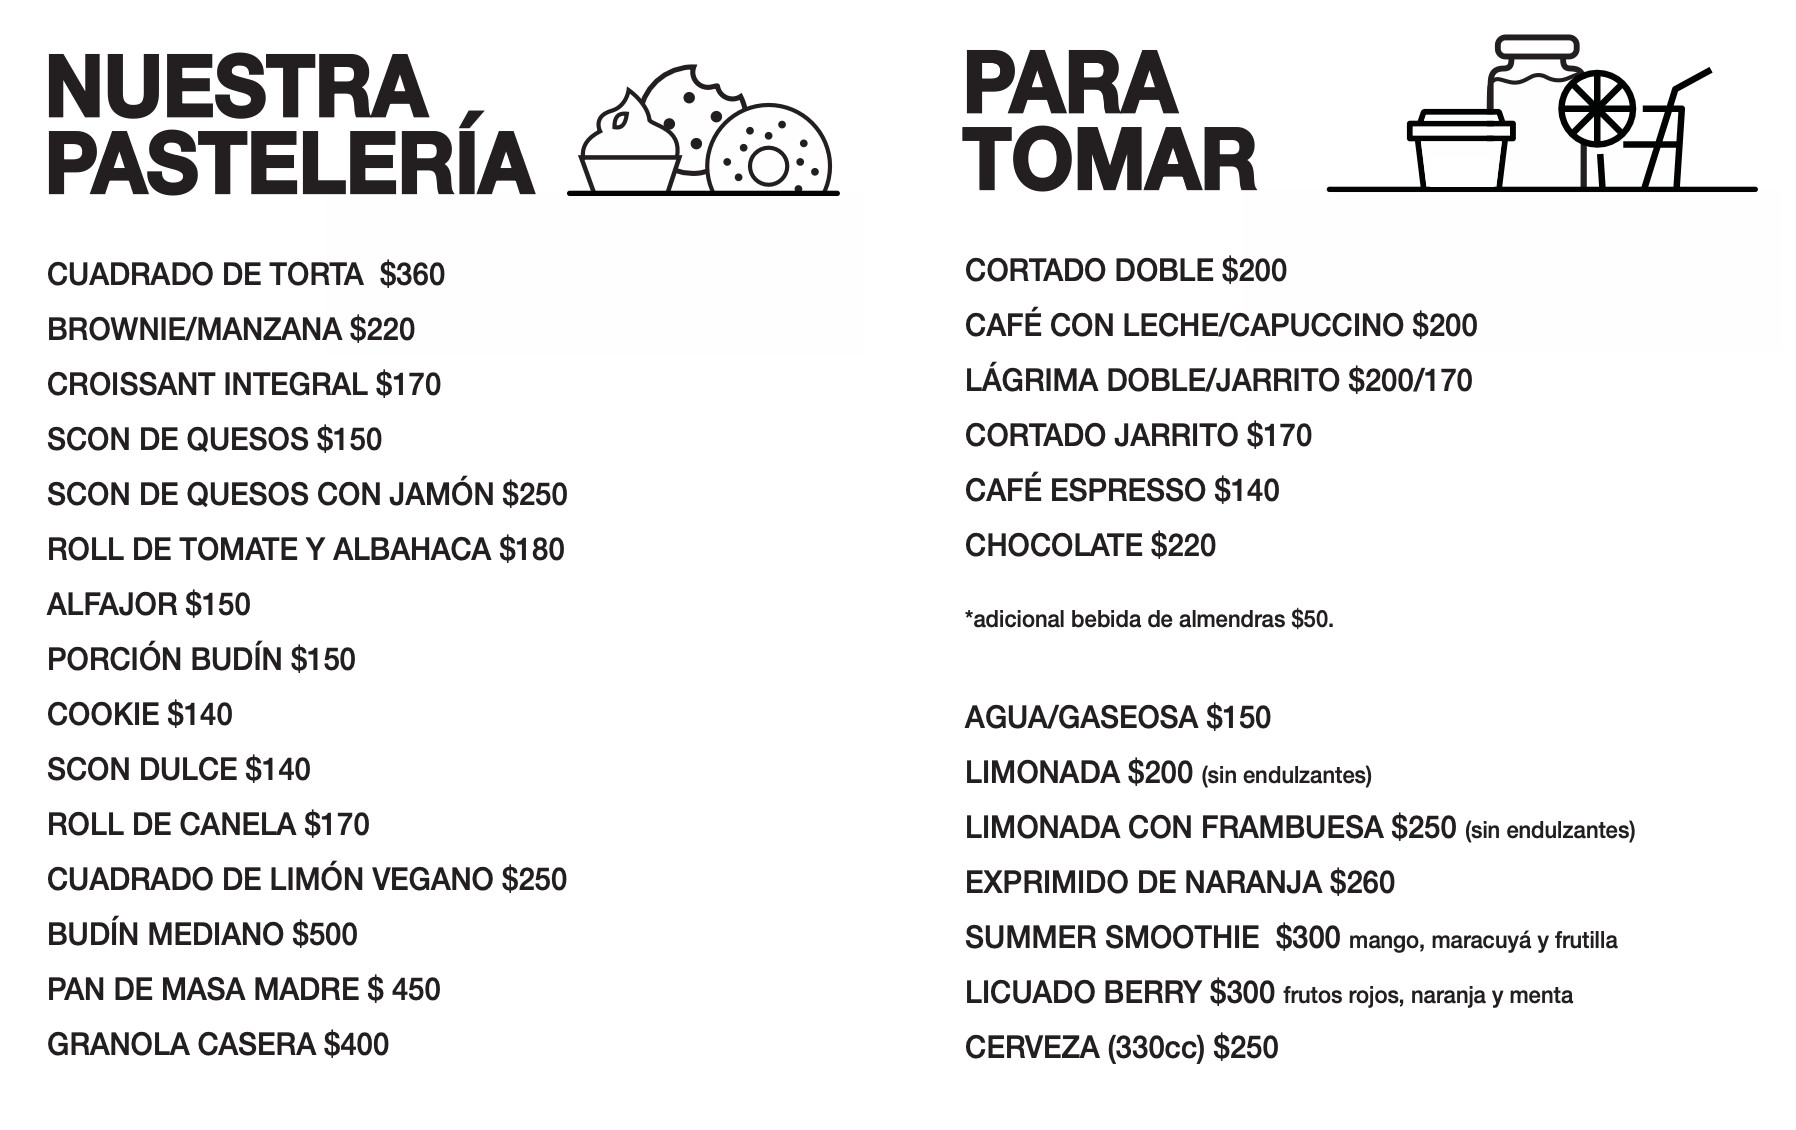 NUESTRA
PASTELERÍA
CUADRADO DE TORTA  $360
BROWNIE/MANZANA $220
CROISSANT INTEGRAL $170
SCON DE QUESOS $150
SCON DE QUESOS CON JAMÓN $250
ROLL DE TOMATE Y ALBAHACA $180
ALFAJOR $150
PORCIÓN BUDÍN $150
COOKIE $140
SCON DULCE $140
ROLL DE CANELA $170
CUADRADO DE LIMÓN VEGANO $250
BUDÍN MEDIANO $500
PAN DE MASA MADRE $ 450
GRANOLA CASERA $400
PARA
TOMAR
CORTADO DOBLE $200
CAFÉ CON LECHE/CAPUCCINO $200
LÁGRIMA DOBLE/JARRITO $200/170
CORTADO JARRITO $170
CAFÉ ESPRESSO $140
CHOCOLATE $220
*adicional bebida de almendras $50.
AGUA/GASEOSA $150
LIMONADA $200 (sin endulzantes)
LIMONADA CON FRAMBUESA $250 (sin endulzantes)
EXPRIMIDO DE NARANJA $260
SUMMER SMOOTHIE  $300 mango, maracuyá y frutilla
LICUADO BERRY $300 frutos rojos, naranja y menta
CERVEZA (330cc) $250